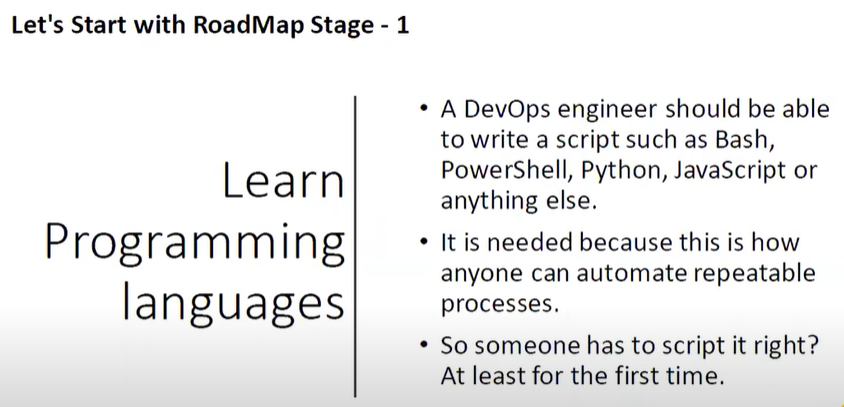 Let's Start with RoadMap Stage - 1
Learn
Programming
languages
• A DevOps engineer should be able
to write a script such as Bash,
PowerShell, Python, JavaScript or
anything else.
• It is needed because this is how
anyone can automate repeatable
processes.
• So someone has to script it right?
At least for the first time.